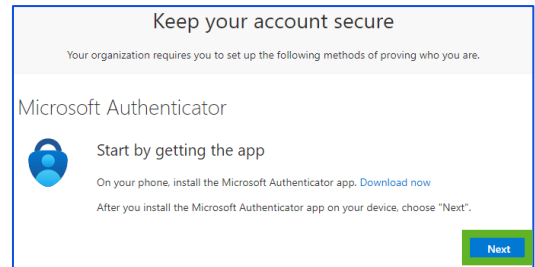 Keep your account secure
Your organization requires you to set up the following methods of proving who you are.
Microsoft Authenticator
Start by getting the app
On your phone, install the Microsoft Authenticator app. Download now
After you install the Microsoft Authenticator app on your device, choose "Next".
Next